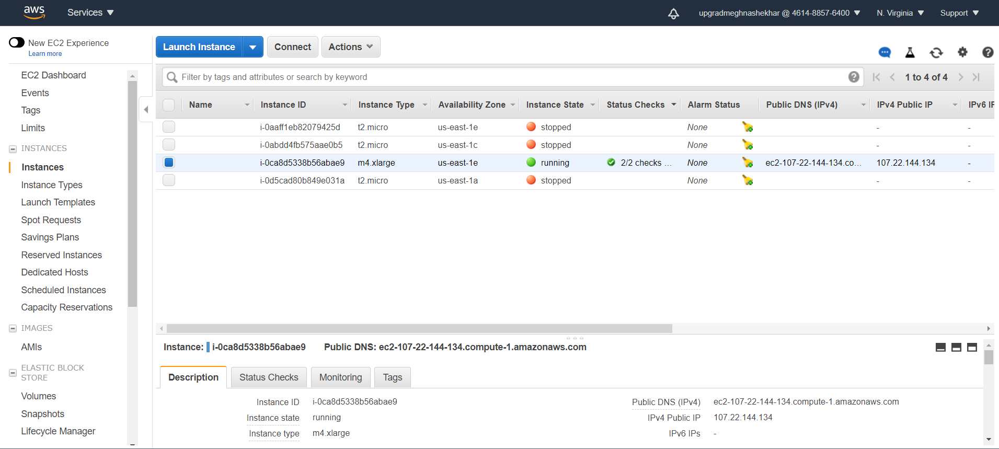 aws
Services
upgradmeghnashekhar @ 4614-8857-6400
N. Virginia
Support
New EC2 Experience
Learn more
EC2 Dashboard
Events
Tags
Limits
INSTANCES
Instances
Instance Types
Launch Templates
Spot Requests
Savings Plans
Reserved Instances
Dedicated Hosts
Scheduled Instances
Capacity Reservations
IMAGES
AMIs
ELASTIC BLOCK
STORE
Volumes
Snapshots
Lifecycle Manager
Launch Instance
Connect
Actions
Filter by tags and attributes or search by keyword
1 to 4 of 4
Name Instance ID Instance Type Availability Zone Instance State Status Checks Alarm Status Public DNS (IPv4) IPv4 Public IP IPv6 IP
i-0aaff1eb82079425d t2.micro us-east-1e stopped None - -
i-0abdd4fb575aae0b5 t2.micro us-east-1c stopped None - -
i-0ca8d5338b56abae9 m4.xlarge us-east-1e running 2/2 checks ... None ec2-107-22-144-134.co... 107.22.144.134 -
i-0d5cad80b849e031a t2.micro us-east-1a stopped None - -
Instance: i-0ca8d5338b56abae9 Public DNS: ec2-107-22-144-134.compute-1.amazonaws.com
Description Status Checks Monitoring Tags
Instance ID i-0ca8d5338b56abae9 Public DNS (IPv4) ec2-107-22-144-134.compute-1.amazonaws.com
Instance state running IPv4 Public IP 107.22.144.134
Instance type m4.xlarge IPv6 IPs -